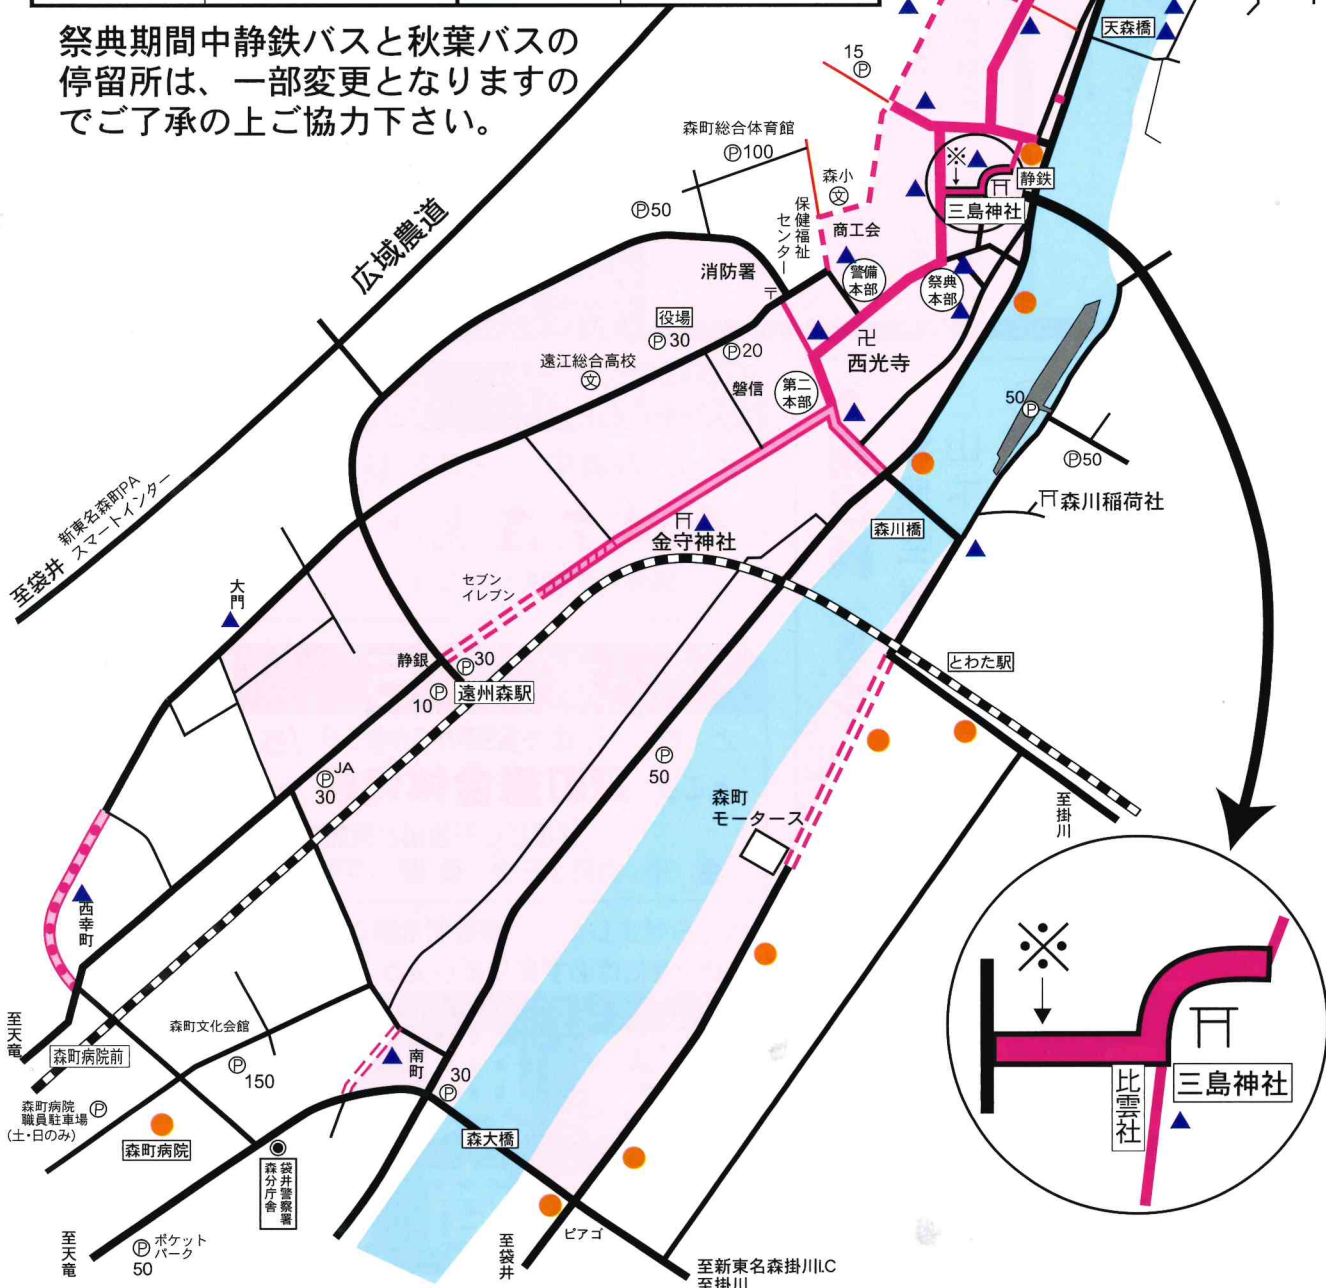 祭典期間中静鉄バスと秋葉バスの
停留所は、一部変更となりますの
でご了承の上ご協力下さい。
天森橋
15
Ⓟ
森町総合体育館
Ⓟ100
※
静鉄
三島神社
森小
文
保健福祉
センター
商工会
Ⓟ50
広域農道
消防署
〒
警備
本部
祭典
本部
役場
Ⓟ30
Ⓟ20
卍
西光寺
遠江総合高校
文
磐信
第二
本部
50
Ⓟ
Ⓟ50
森川稲荷社
新東名森町PA
スマートインター
至袋井
森川橋
金守神社
セブン
イレブン
大門
静銀
Ⓟ30
10Ⓟ
遠州森駅
とわた駅
Ⓟ
50
ⓅJA
30
森町
モータース
至掛川
西幸町
※
比雲社
三島神社
至天竜
森町病院前
森町文化会館
Ⓟ150
南町
30
Ⓟ
森町病院
職員駐車場
(土・日のみ)
Ⓟ
森町病院
森大橋
袋井警察署
森分庁舎
至天竜
Ⓟ ポケット
パーク
50
至袋井
ピアゴ
至新東名森掛川I.C
至掛川